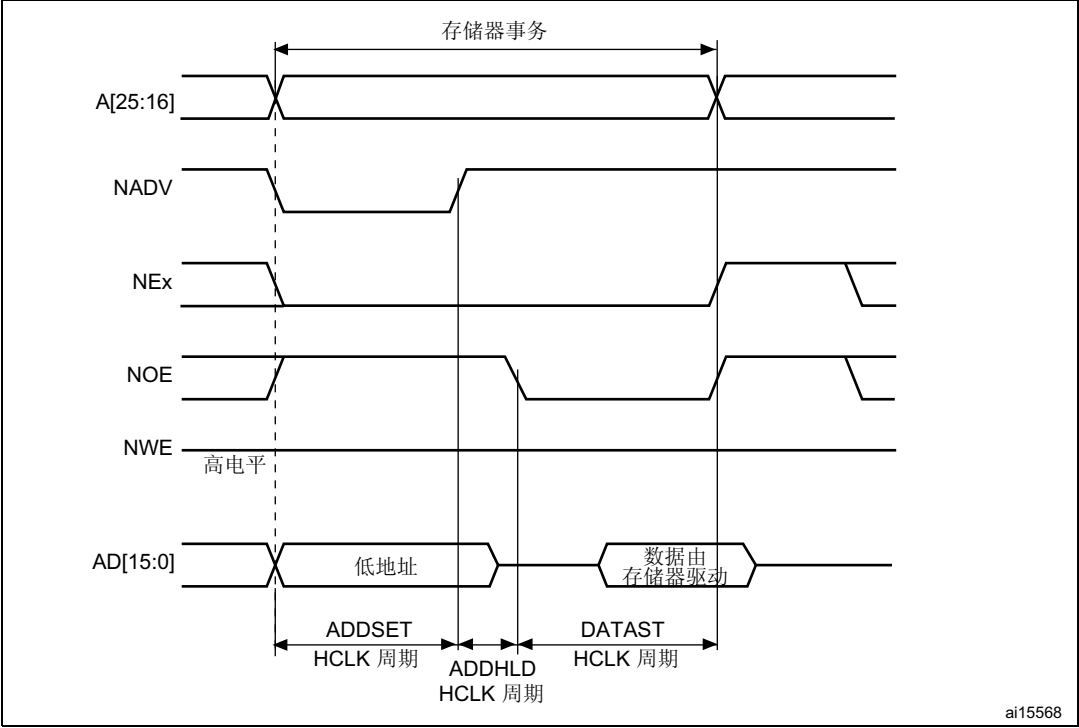 存储器事务
A[25:16]
NADV
NEx
NOE
NWE
高电平
AD[15:0]
低地址
数据由
存储器驱动
ADDSET
HCLK 周期
ADDHLD
HCLK 周期
DATAST
HCLK 周期
ai15568